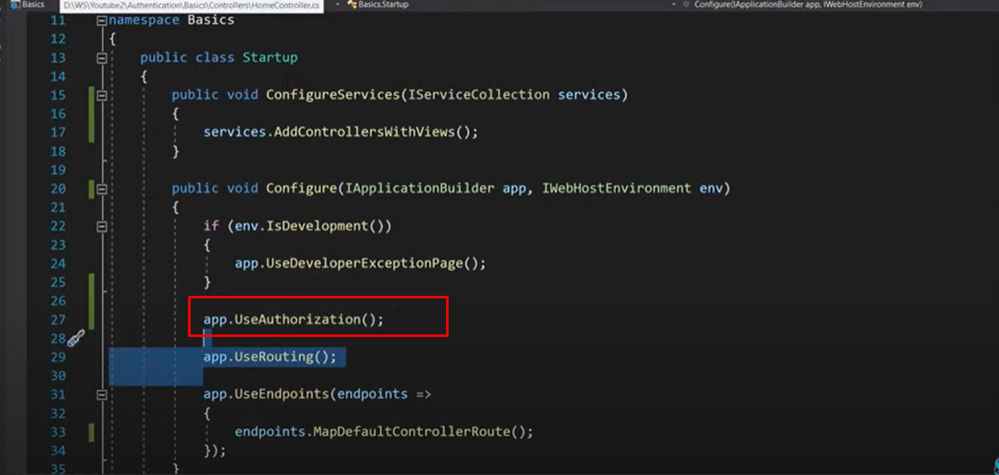 Basics
D:\WS\Youtube2\Authentication\Basics\Controllers\HomeController.cs
Basics.Startup
Configure(IApplicationBuilder app, IWebHostEnvironment env)
11 namespace Basics
12 {
13 public class Startup
14 {
15 public void ConfigureServices(IServiceCollection services)
16 {
17 services.AddControllersWithViews();
18 }
19
20 public void Configure(IApplicationBuilder app, IWebHostEnvironment env)
21 {
22 if (env.IsDevelopment())
23 {
24 app.UseDeveloperExceptionPage();
25 }
26
27 app.UseAuthorization();
28
29 app.UseRouting();
30
31 app.UseEndpoints(endpoints =>
32 {
33 endpoints.MapDefaultControllerRoute();
34 });
35 }